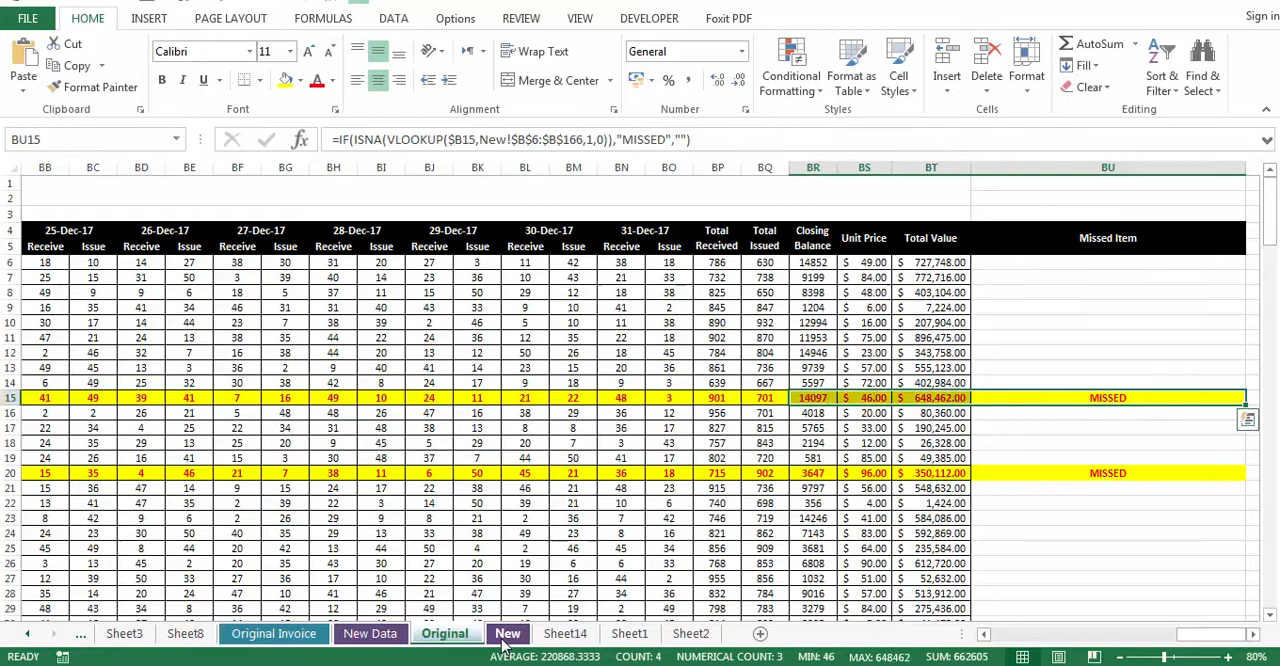 FILE HOME INSERT PAGE LAYOUT FORMULAS DATA Options REVIEW VIEW DEVELOPER Foxit PDF Sign in
Cut
Copy
Format Painter
Paste
Calibri 11
B I U
Wrap Text
Merge & Center
General
Conditional Formatting
Format as Table
Cell Styles
Insert Delete Format
AutoSum
Fill
Clear
Sort & Filter
Find & Select
Clipboard Font Alignment Number Styles Cells Editing
BU15 fx =IF(ISNA(VLOOKUP($B15,New!$B$6:$B$166,1,0)),"MISSED","")
BB BC BD BE BF BG BH BI BJ BK BL BM BN BO BP BQ BR BS BT BU
1
2
3
4 25-Dec-17 26-Dec-17 27-Dec-17 28-Dec-17 29-Dec-17 30-Dec-17 31-Dec-17 Total Received Total Issued Closing Balance Unit Price Total Value Missed Item
5 Receive Issue Receive Issue Receive Issue Receive Issue Receive Issue Receive Issue Receive Issue
6 18 10 14 27 38 30 31 20 27 3 11 42 38 18 786 630 14852 $ 49.00 $ 727,748.00
7 25 15 31 50 3 39 40 14 23 36 10 43 21 33 732 738 9199 $ 84.00 $ 772,716.00
8 49 9 9 6 18 5 37 11 15 50 29 12 18 38 825 650 8398 $ 48.00 $ 403,104.00
9 16 35 41 34 46 31 31 40 43 33 9 10 41 2 845 847 1204 $ 6.00 $ 7,224.00
10 30 17 14 44 23 7 38 39 2 46 5 10 11 38 890 932 12994 $ 16.00 $ 207,904.00
11 47 21 24 13 38 35 44 22 24 36 12 35 22 18 902 870 11953 $ 75.00 $ 896,475.00
12 2 46 32 7 16 38 44 20 13 12 50 26 18 45 784 804 14946 $ 23.00 $ 343,758.00
13 49 45 13 3 36 2 9 40 41 14 23 15 20 36 861 736 9739 $ 57.00 $ 555,123.00
14 6 49 25 32 30 38 42 8 24 17 9 18 9 3 639 667 5597 $ 72.00 $ 402,984.00
15 41 49 39 41 7 16 49 10 24 11 21 22 48 3 901 701 14097 $ 46.00 $ 648,462.00 MISSED
16 2 2 26 21 5 48 48 26 47 16 38 29 36 12 956 701 4018 $ 20.00 $ 80,360.00
17 22 34 4 25 22 34 31 48 38 13 8 8 36 17 827 815 5765 $ 33.00 $ 190,245.00
18 24 35 29 13 25 20 9 45 5 29 20 7 3 43 757 843 2194 $ 12.00 $ 26,328.00
19 24 26 16 41 15 3 30 48 37 7 44 50 41 17 802 720 581 $ 85.00 $ 49,385.00
20 15 35 4 46 21 7 38 11 6 50 45 21 36 18 715 902 3647 $ 96.00 $ 350,112.00 MISSED
21 15 36 47 14 9 15 24 17 22 38 46 21 48 23 915 736 9797 $ 56.00 $ 548,632.00
22 13 41 47 35 2 39 22 3 14 50 39 21 10 6 740 698 356 $ 4.00 $ 1,424.00
23 8 42 9 6 2 26 29 9 8 21 2 36 7 42 746 719 14246 $ 41.00 $ 584,086.00
24 24 23 30 50 40 35 29 13 33 38 49 23 8 16 821 862 7143 $ 83.00 $ 592,869.00
25 45 49 8 44 20 42 13 44 50 4 2 46 45 34 856 909 3681 $ 64.00 $ 235,584.00
26 3 13 45 2 35 44 43 30 27 20 19 6 6 33 768 633 6808 $ 90.00 $ 612,720.00
27 12 39 50 33 27 36 17 10 22 36 30 16 44 2 955 856 1032 $ 51.00 $ 52,632.00
28 35 14 20 24 47 10 41 46 21 47 49 39 37 22 784 837 9016 $ 57.00 $ 513,912.00
29 48 43 34 8 36 42 12 29 49 33 7 19 2 49 798 783 3279 $ 84.00 $ 275,436.00
... Sheet3 Sheet8 Original Invoice New Data Original New Sheet14 Sheet1 Sheet2
READY AVERAGE: 220868.3333 COUNT: 4 NUMERICAL COUNT: 3 MIN: 46 MAX: 648462 SUM: 662605 80%